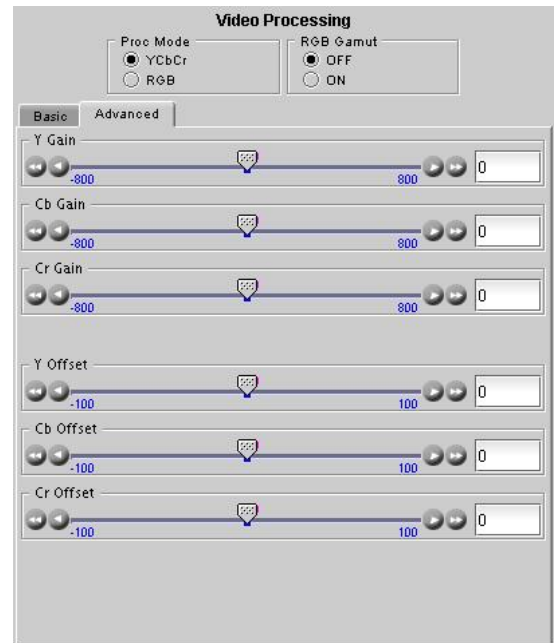 Video Processing
Proc Mode
YCbCr
RGB
RGB Gamut
OFF
ON
Basic
Advanced
Y Gain
-800
800
0
Cb Gain
-800
800
0
Cr Gain
-800
800
0
Y Offset
-100
100
0
Cb Offset
-100
100
0
Cr Offset
-100
100
0